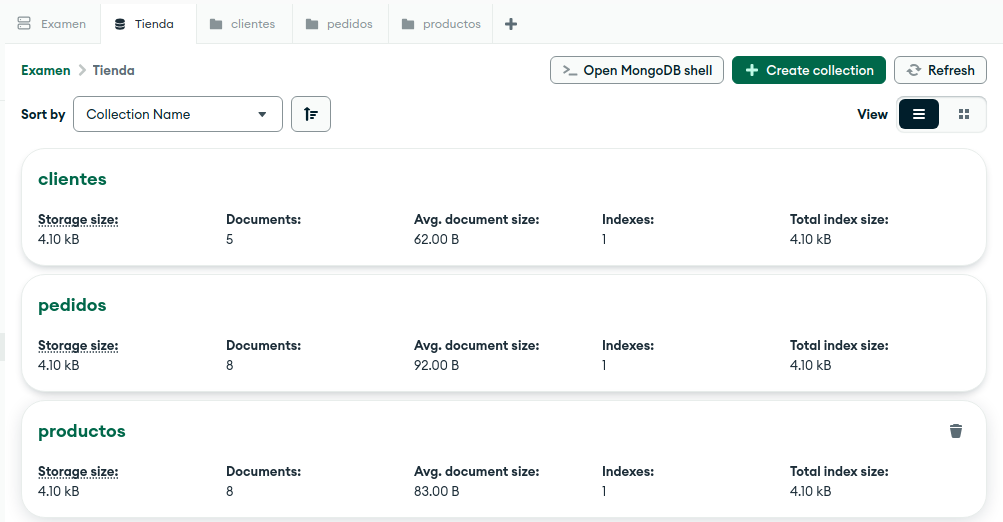 Examen Tienda clientes pedidos productos
Examen Tienda Open MongoDB shell Create collection Refresh
Sort by Collection Name View
clientes
Storage size: Documents: Avg. document size: Indexes: Total index size:
4.10 kB 5 62.00 B 1 4.10 kB
pedidos
Storage size: Documents: Avg. document size: Indexes: Total index size:
4.10 kB 8 92.00 B 1 4.10 kB
productos
Storage size: Documents: Avg. document size: Indexes: Total index size:
4.10 kB 8 83.00 B 1 4.10 kB